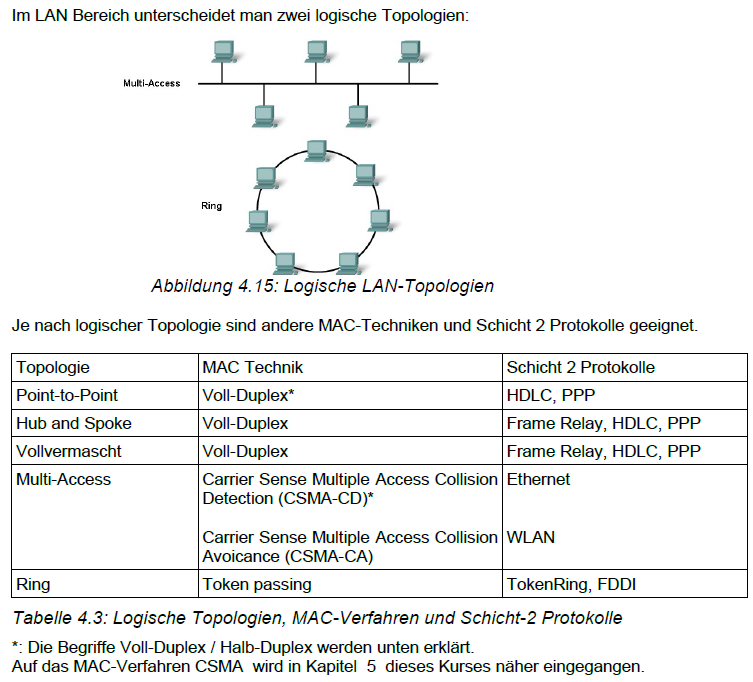 Im LAN Bereich unterscheidet man zwei logische Topologien:
Multi-Access
Ring
Abbildung 4.15: Logische LAN-Topologien
Je nach logischer Topologie sind andere MAC-Techniken und Schicht 2 Protokolle geeignet.
Topologie MAC Technik Schicht 2 Protokolle
Point-to-Point Voll-Duplex* HDLC, PPP
Hub and Spoke Voll-Duplex Frame Relay, HDLC, PPP
Vollvermascht Voll-Duplex Frame Relay, HDLC, PPP
Multi-Access Carrier Sense Multiple Access Collision Ethernet
Detection (CSMA-CD)*
Carrier Sense Multiple Access Collision WLAN
Avoicance (CSMA-CA)
Ring Token passing TokenRing, FDDI
Tabelle 4.3: Logische Topologien, MAC-Verfahren und Schicht-2 Protokolle
*: Die Begriffe Voll-Duplex / Halb-Duplex werden unten erklärt.
Auf das MAC-Verfahren CSMA wird in Kapitel 5 dieses Kurses näher eingegangen.